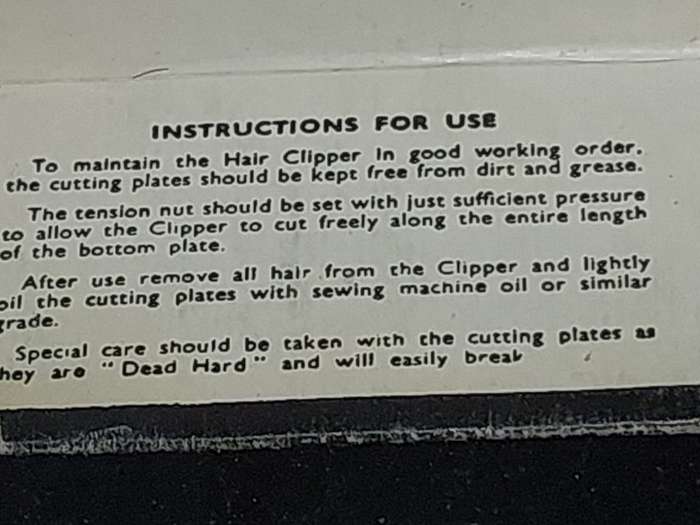 INSTRUCTIONS FOR USE
To maintain the Hair Clipper in good working order.
the cutting plates should be kept free from dirt and grease.
The tension nut should be set with just sufficient pressure
to allow the Clipper to cut freely along the entire length
of the bottom plate.
After use remove all hair from the Clipper and lightly
oil the cutting plates with sewing machine oil or similar
grade.
Special care should be taken with the cutting plates as
they are "Dead Hard" and will easily break